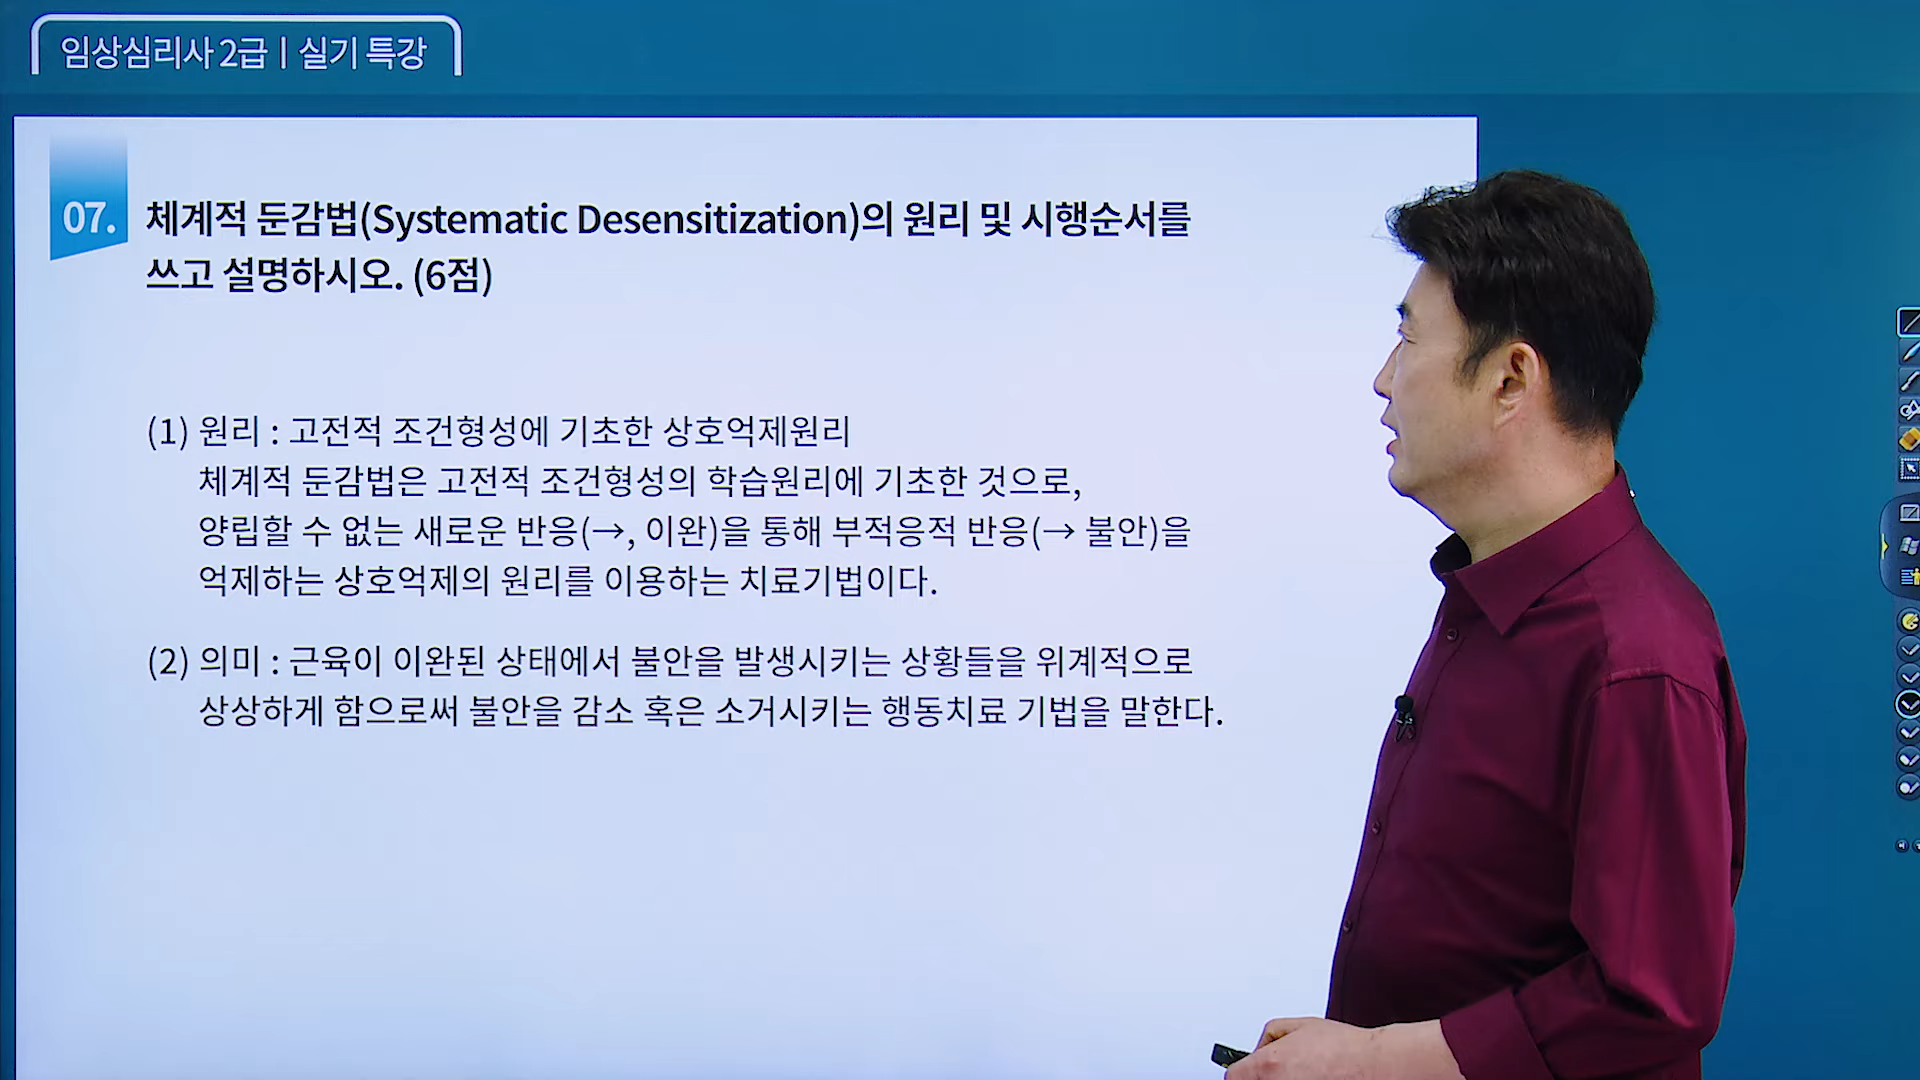 임상심리사 2급 | 실기 특강
07. 체계적 둔감법(Systematic Desensitization)의 원리 및 시행순서를
쓰고 설명하시오. (6점)
(1) 원리 : 고전적 조건형성에 기초한 상호억제원리
체계적 둔감법은 고전적 조건형성의 학습원리에 기초한 것으로,
양립할 수 없는 새로운 반응(→, 이완)을 통해 부적응적 반응(→ 불안)을
억제하는 상호억제의 원리를 이용하는 치료기법이다.
(2) 의미 : 근육이 이완된 상태에서 불안을 발생시키는 상황들을 위계적으로
상상하게 함으로써 불안을 감소 혹은 소거시키는 행동치료 기법을 말한다.